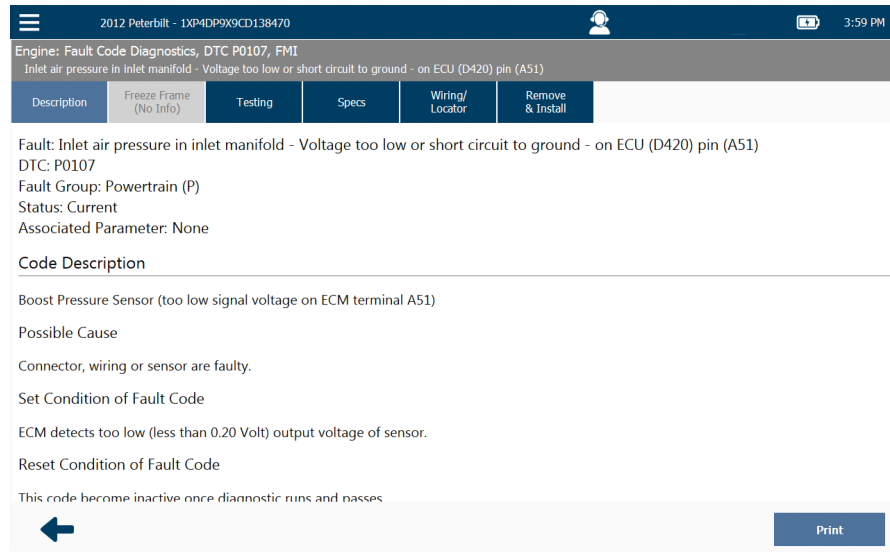 2012 Peterbilt - 1XP4DP9X9CD138470
3:59 PM
Engine: Fault Code Diagnostics, DTC P0107, FMI
Inlet air pressure in inlet manifold - Voltage too low or short circuit to ground - on ECU (D420) pin (A51)
Description
Freeze Frame
(No Info)
Testing
Specs
Wiring/
Locator
Remove
& Install
Fault: Inlet air pressure in inlet manifold - Voltage too low or short circuit to ground - on ECU (D420) pin (A51)
DTC: P0107
Fault Group: Powertrain (P)
Status: Current
Associated Parameter: None
Code Description
Boost Pressure Sensor (too low signal voltage on ECM terminal A51)
Possible Cause
Connector, wiring or sensor are faulty.
Set Condition of Fault Code
ECM detects too low (less than 0.20 Volt) output voltage of sensor.
Reset Condition of Fault Code
This code become inactive once diagnostic runs and passes
Print